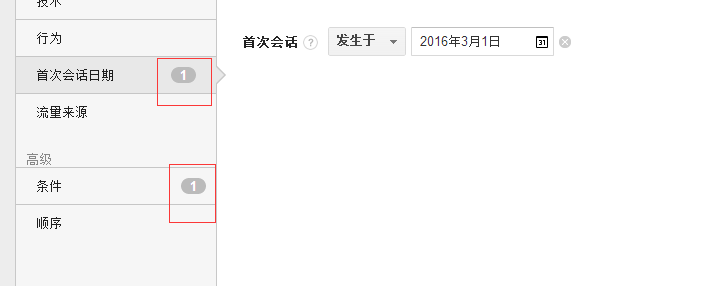 技术
行为
首次会话日期 1
流量来源
高级
条件 1
顺序
首次会话 ? 发生于 2016年3月1日 31